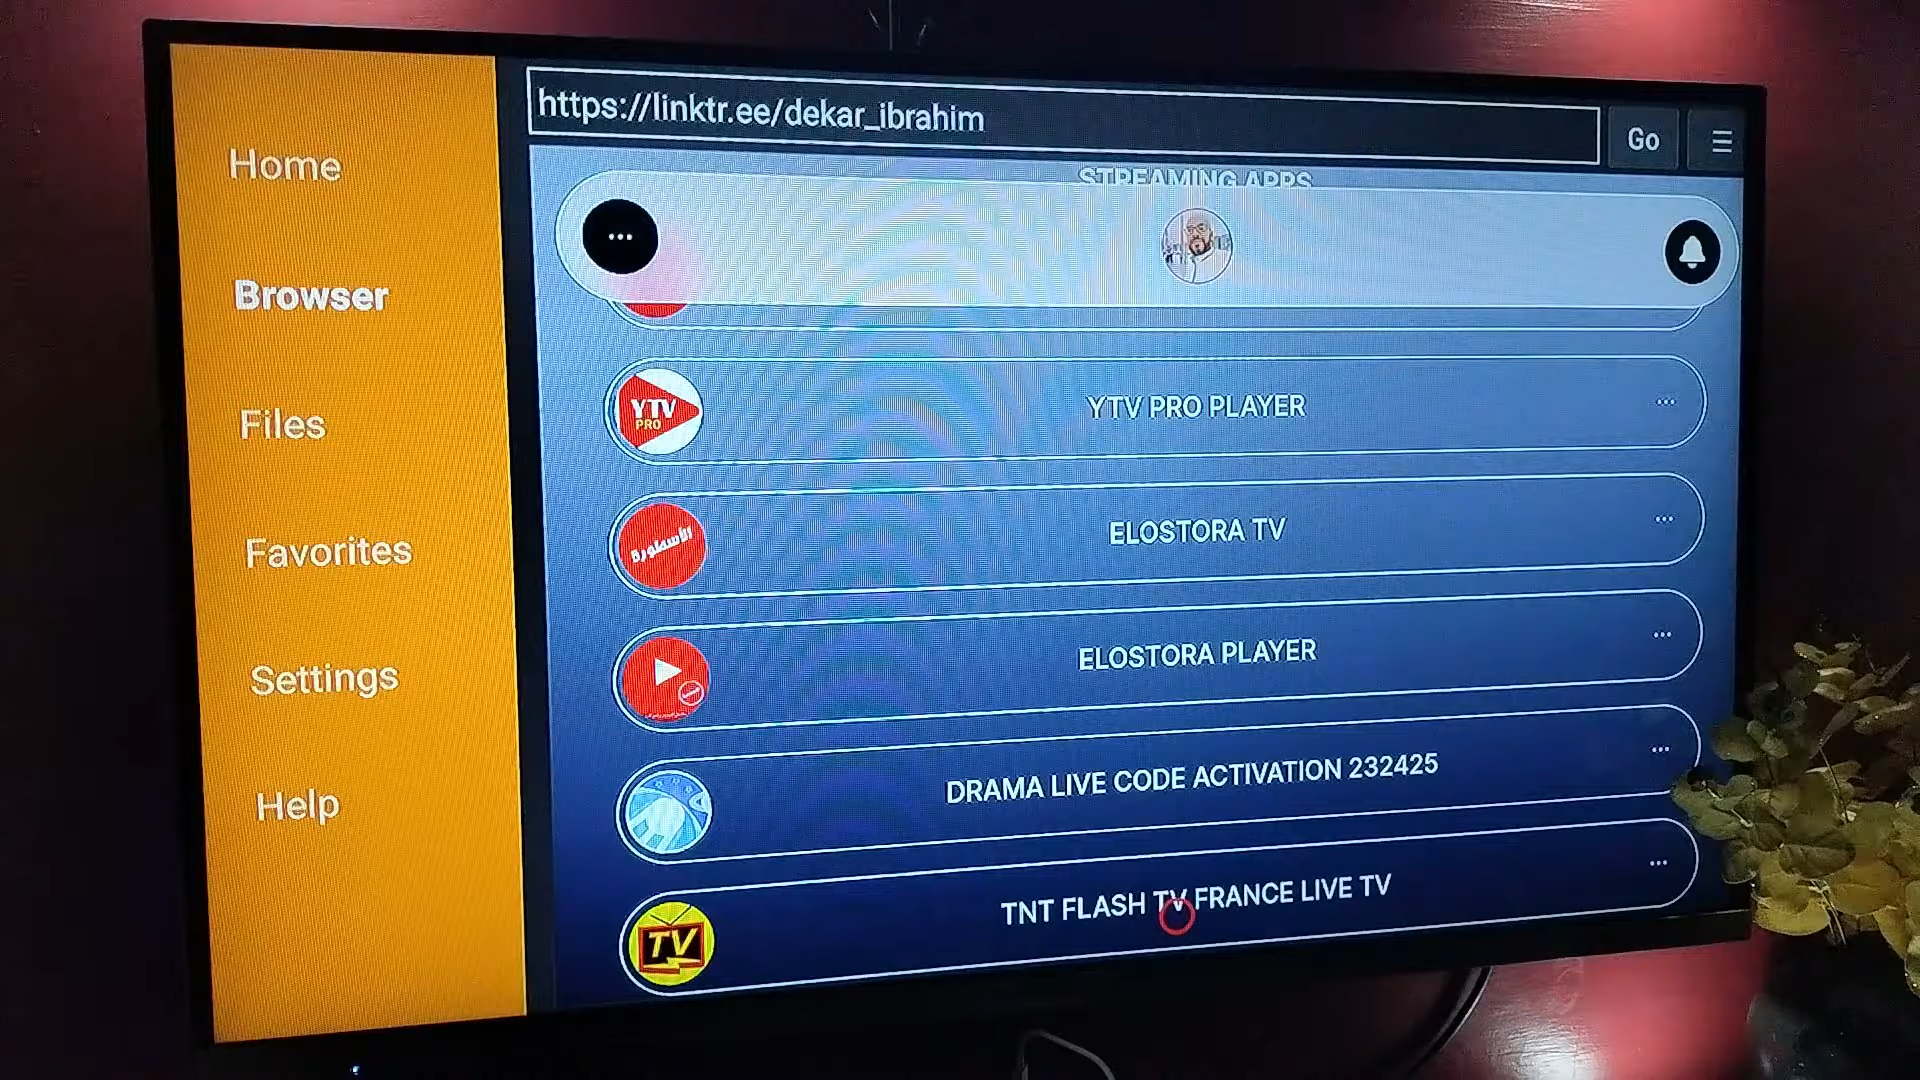 https://linktr.ee/dekar_ibrahim
Go
Home
Browser
Files
Favorites
Settings
Help
STREAMING APPS
YTV PRO
YTV PRO PLAYER
الأسطورة
ELOSTORA TV
ELOSTORA PLAYER
DRAMA LIVE CODE ACTIVATION 232425
TV
TNT FLASH TV FRANCE LIVE TV